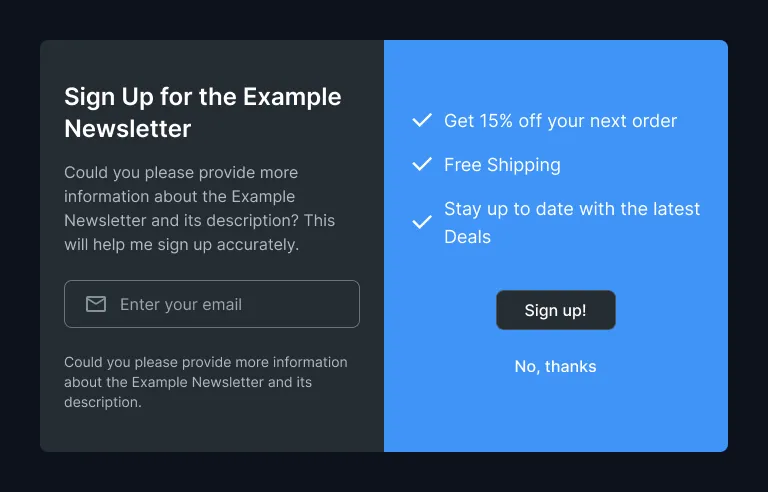 Sign Up for the Example
Newsletter
Could you please provide more
information about the Example
Newsletter and its description? This
will help me sign up accurately.
Enter your email
Could you please provide more information
about the Example Newsletter and its
description.
Get 15% off your next order
Free Shipping
Stay up to date with the latest
Deals
Sign up!
No, thanks